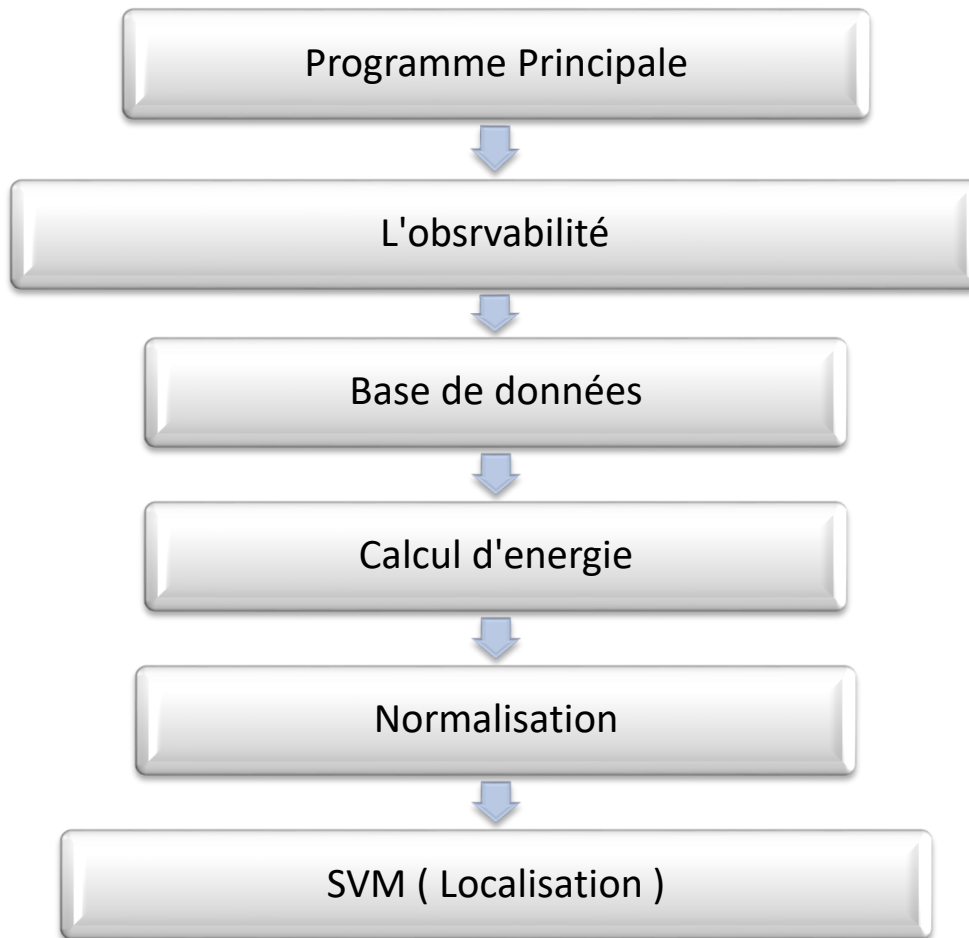 Programme Principale
L'obsrvabilité
Base de données
Calcul d'energie
Normalisation
SVM ( Localisation )